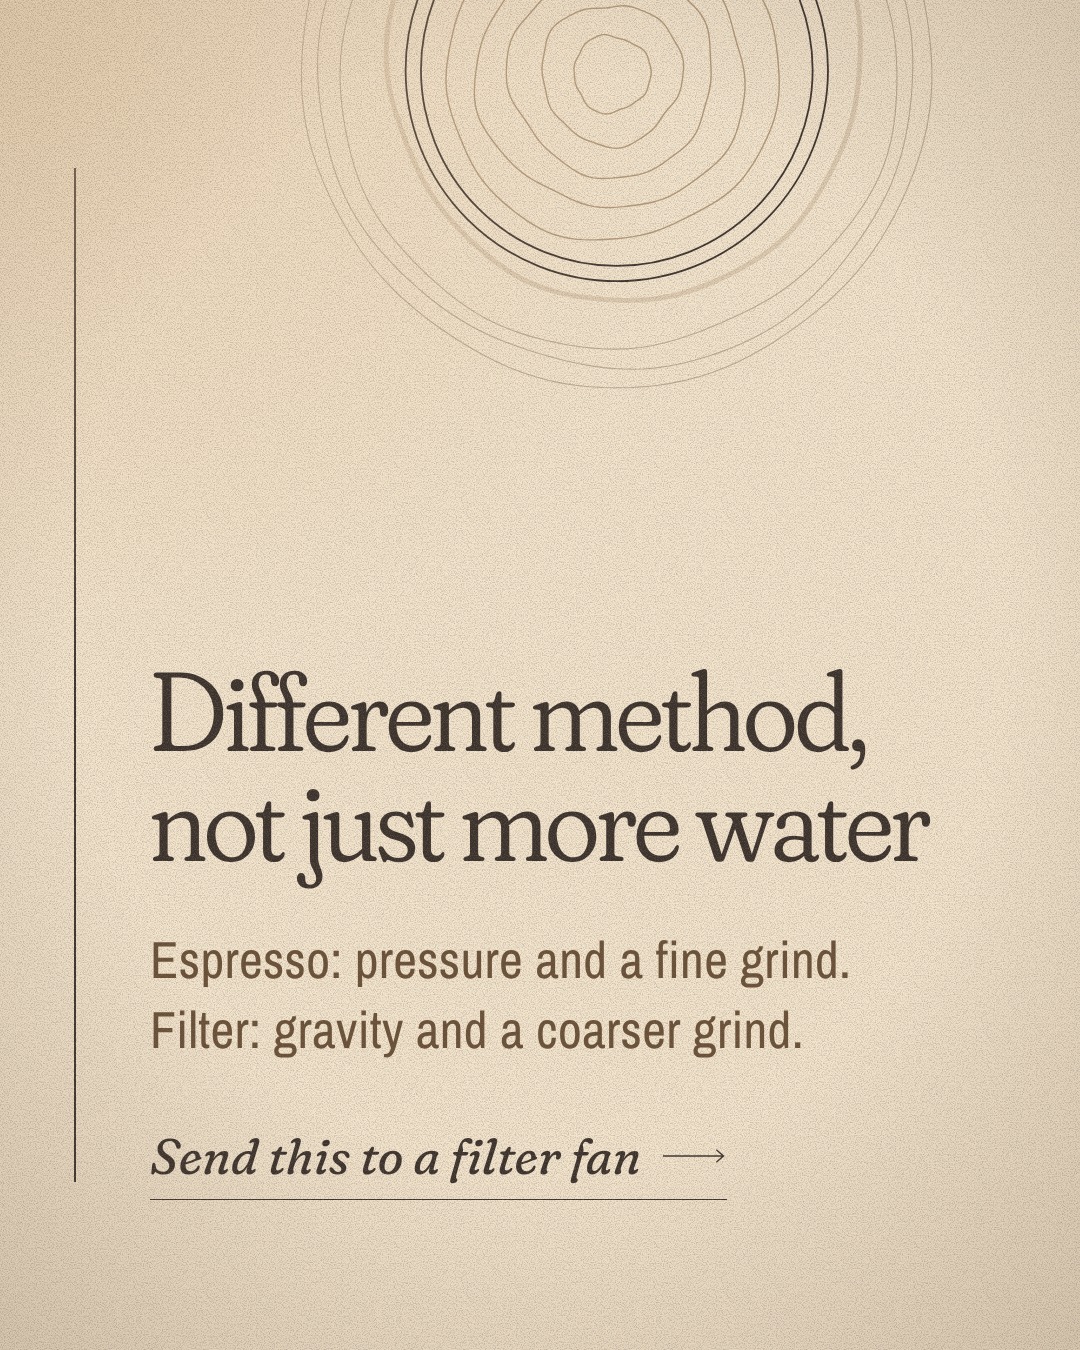 Different method,
not just more water
Espresso: pressure and a fine grind.
Filter: gravity and a coarser grind.
Send this to a filter fan →